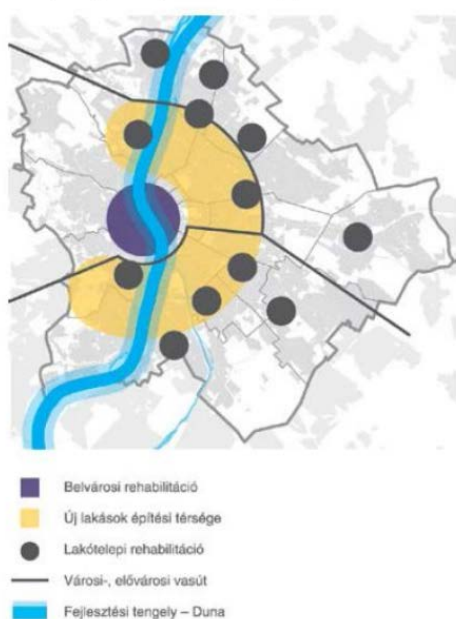 Belvárosi rehabilitáció
Új lakások építési térsége
Lakótelepi rehabilitáció
Városi-, elővárosi vasút
Fejlesztési tengely – Duna